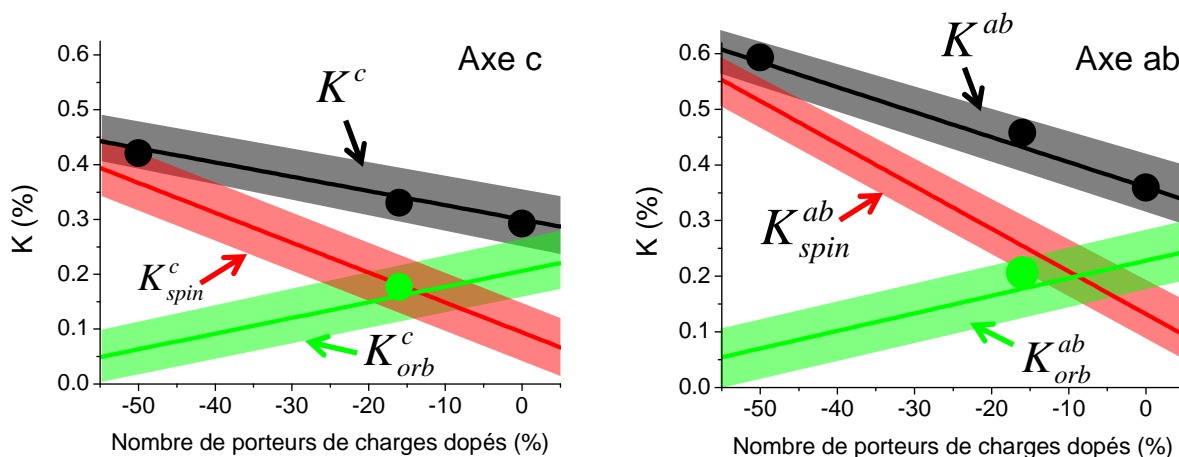 Axe c
K^c
K^c_spin
K^c_orb
K (%)
0.6
0.5
0.4
0.3
0.2
0.1
0.0
-50 -40 -30 -20 -10 0
Nombre de porteurs de charges dopés (%)
Axe ab
K^ab
K^ab_spin
K^ab_orb
K (%)
0.6
0.5
0.4
0.3
0.2
0.1
0.0
-50 -40 -30 -20 -10 0
Nombre de porteurs de charges dopés (%)